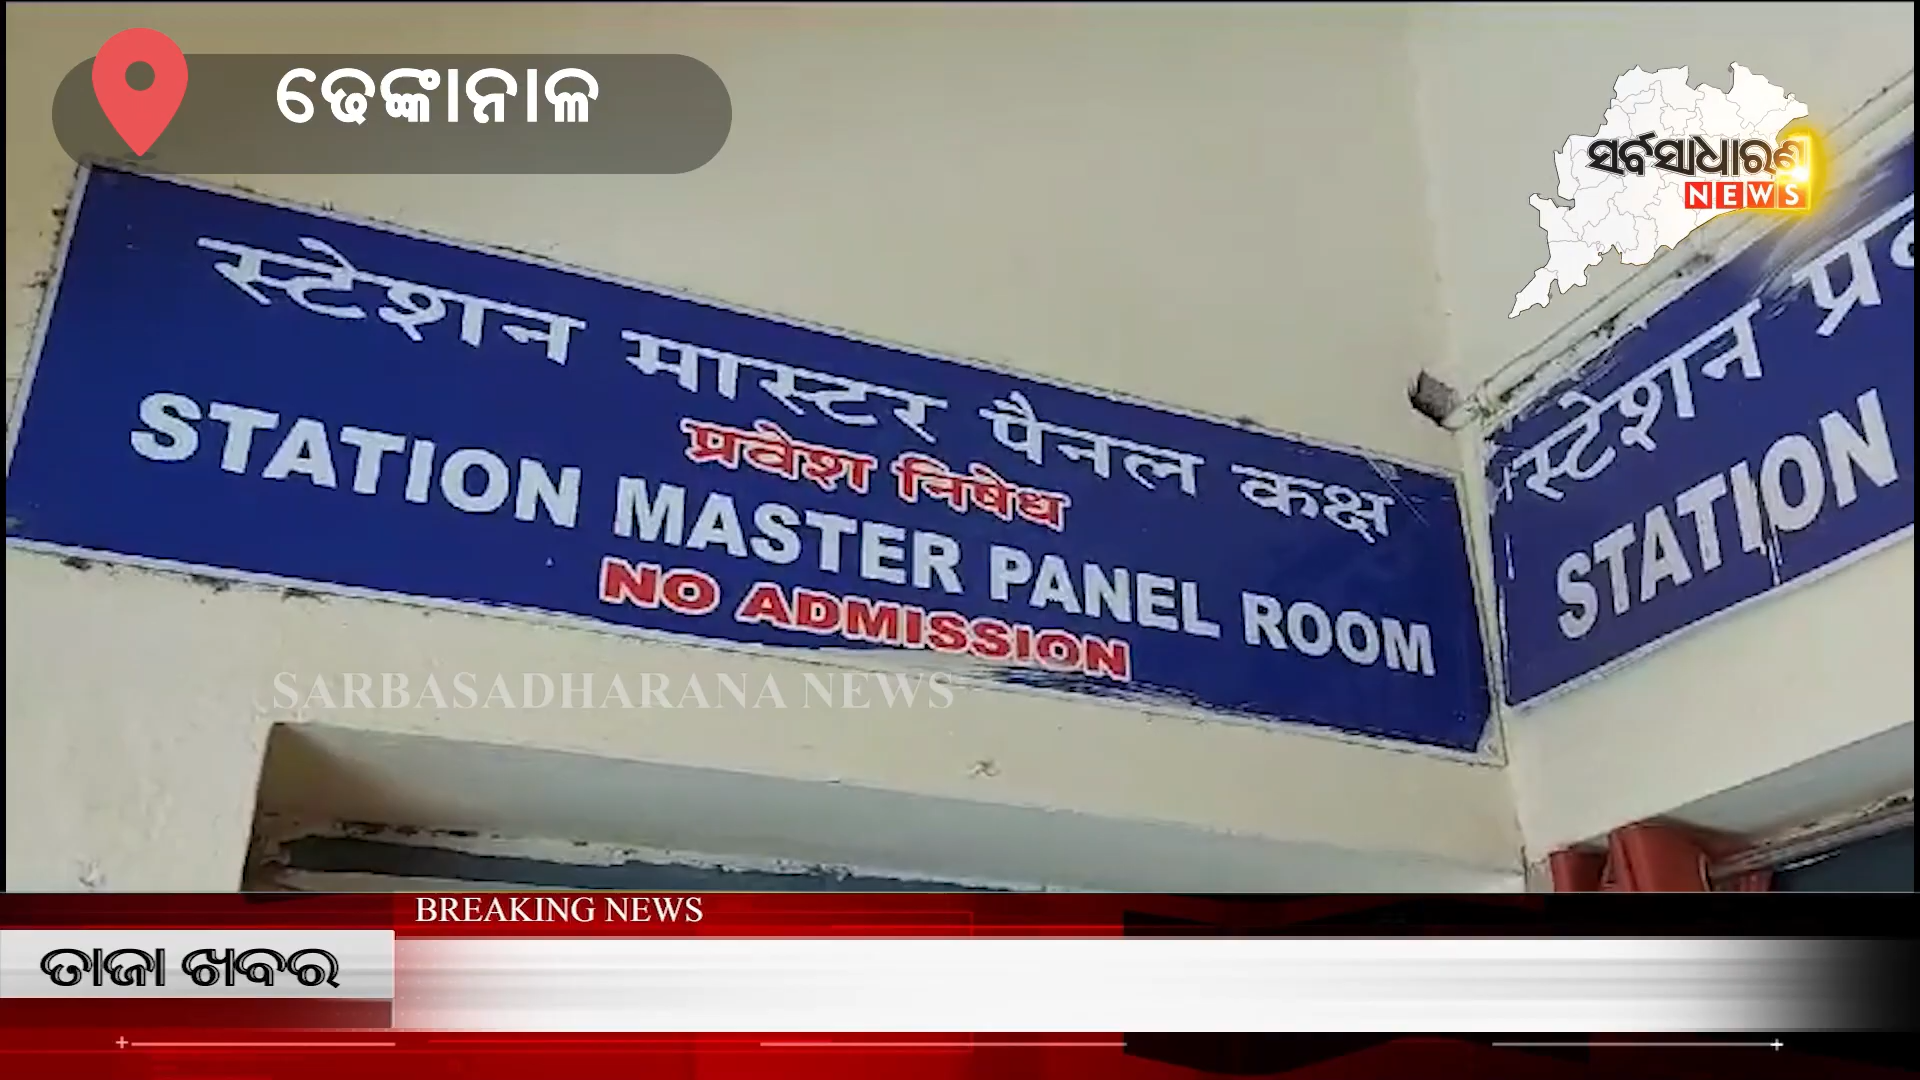 ଢେଙ୍କାନାଳ
ସର୍ବସାଧାରଣ
NEWS
स्टेशन मास्टर पैनल कक्ष
प्रवेश निषेध
STATION MASTER PANEL ROOM
NO ADMISSION
स्टेशन
STATION
SARBASADHARANA NEWS
BREAKING NEWS
ତାଜା ଖବର